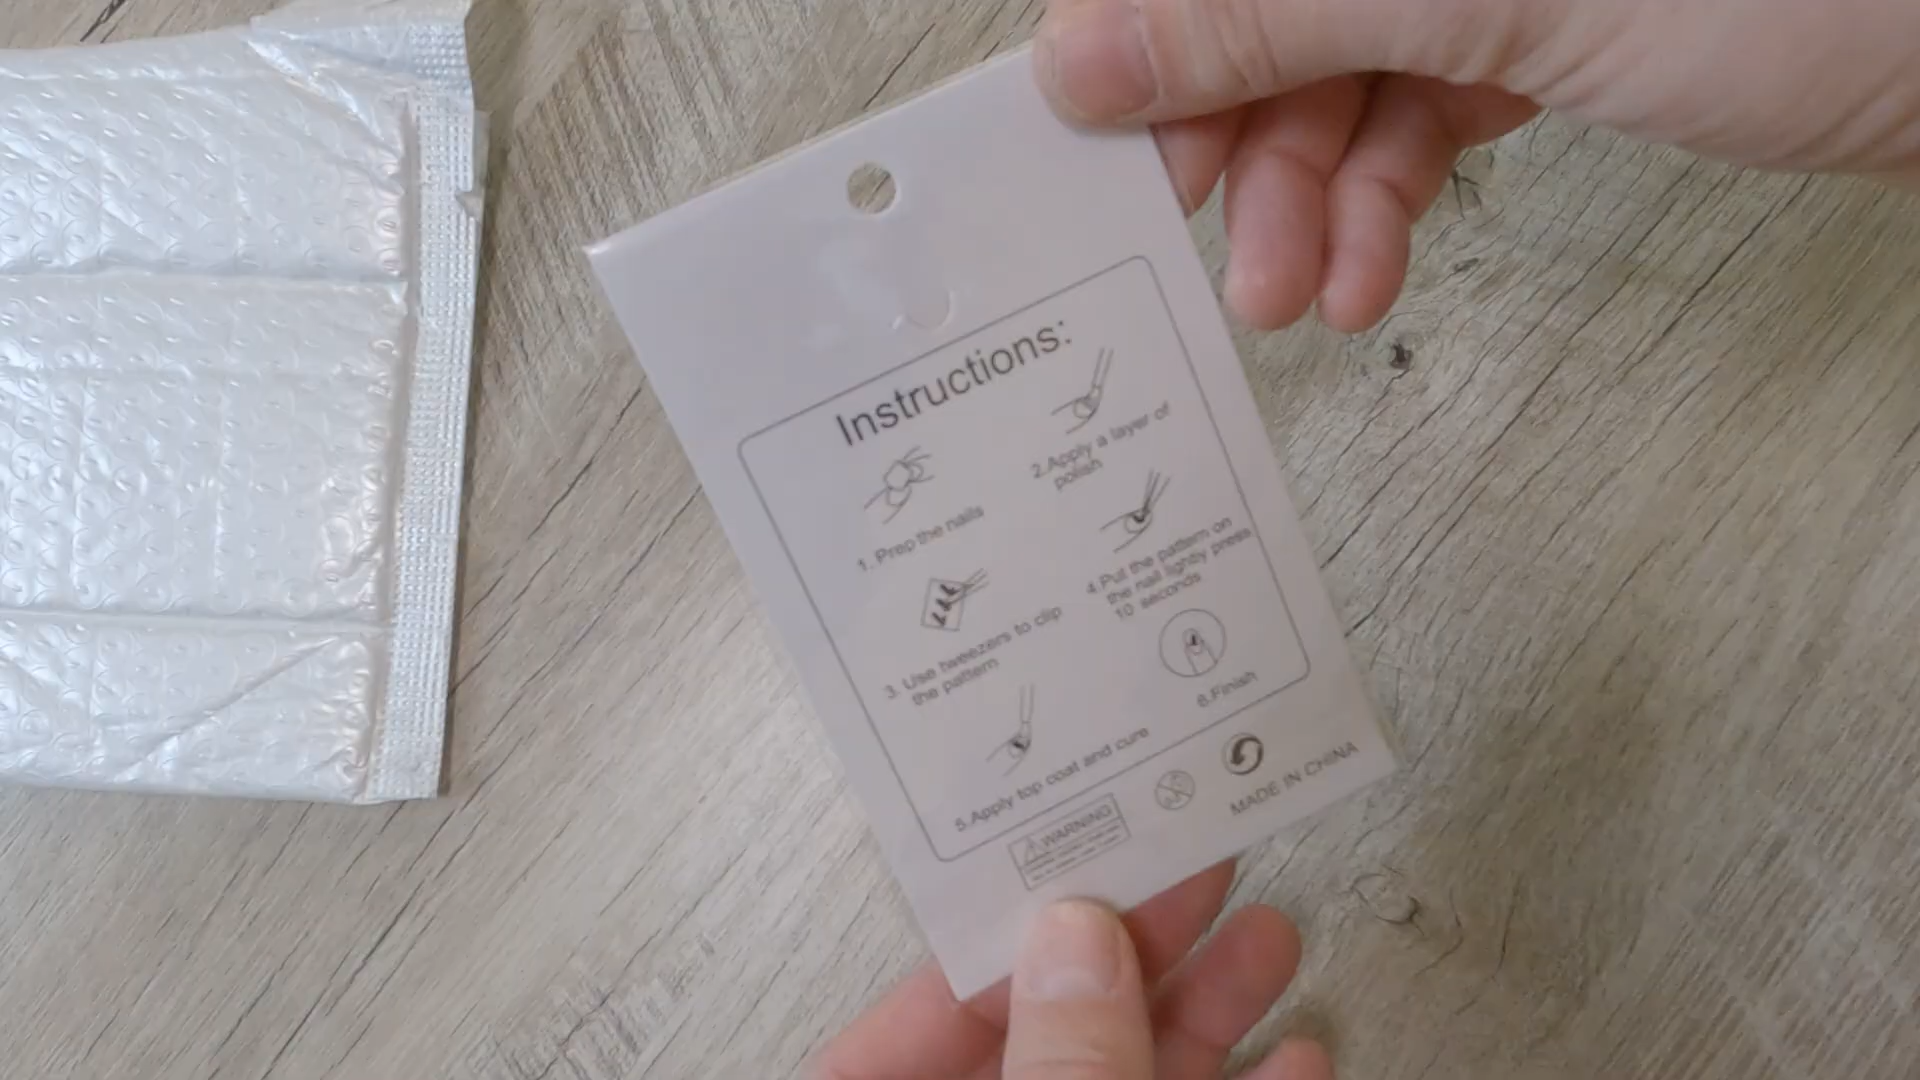 Instructions:
1. Prep the nails
2.Apply a layer of
polish
3. Use tweezers to clip
the pattern
4.Put the pattern on
the nail lightly press
10 seconds
5.Apply top coat and cure
6.Finish
WARNING
MADE IN CHINA